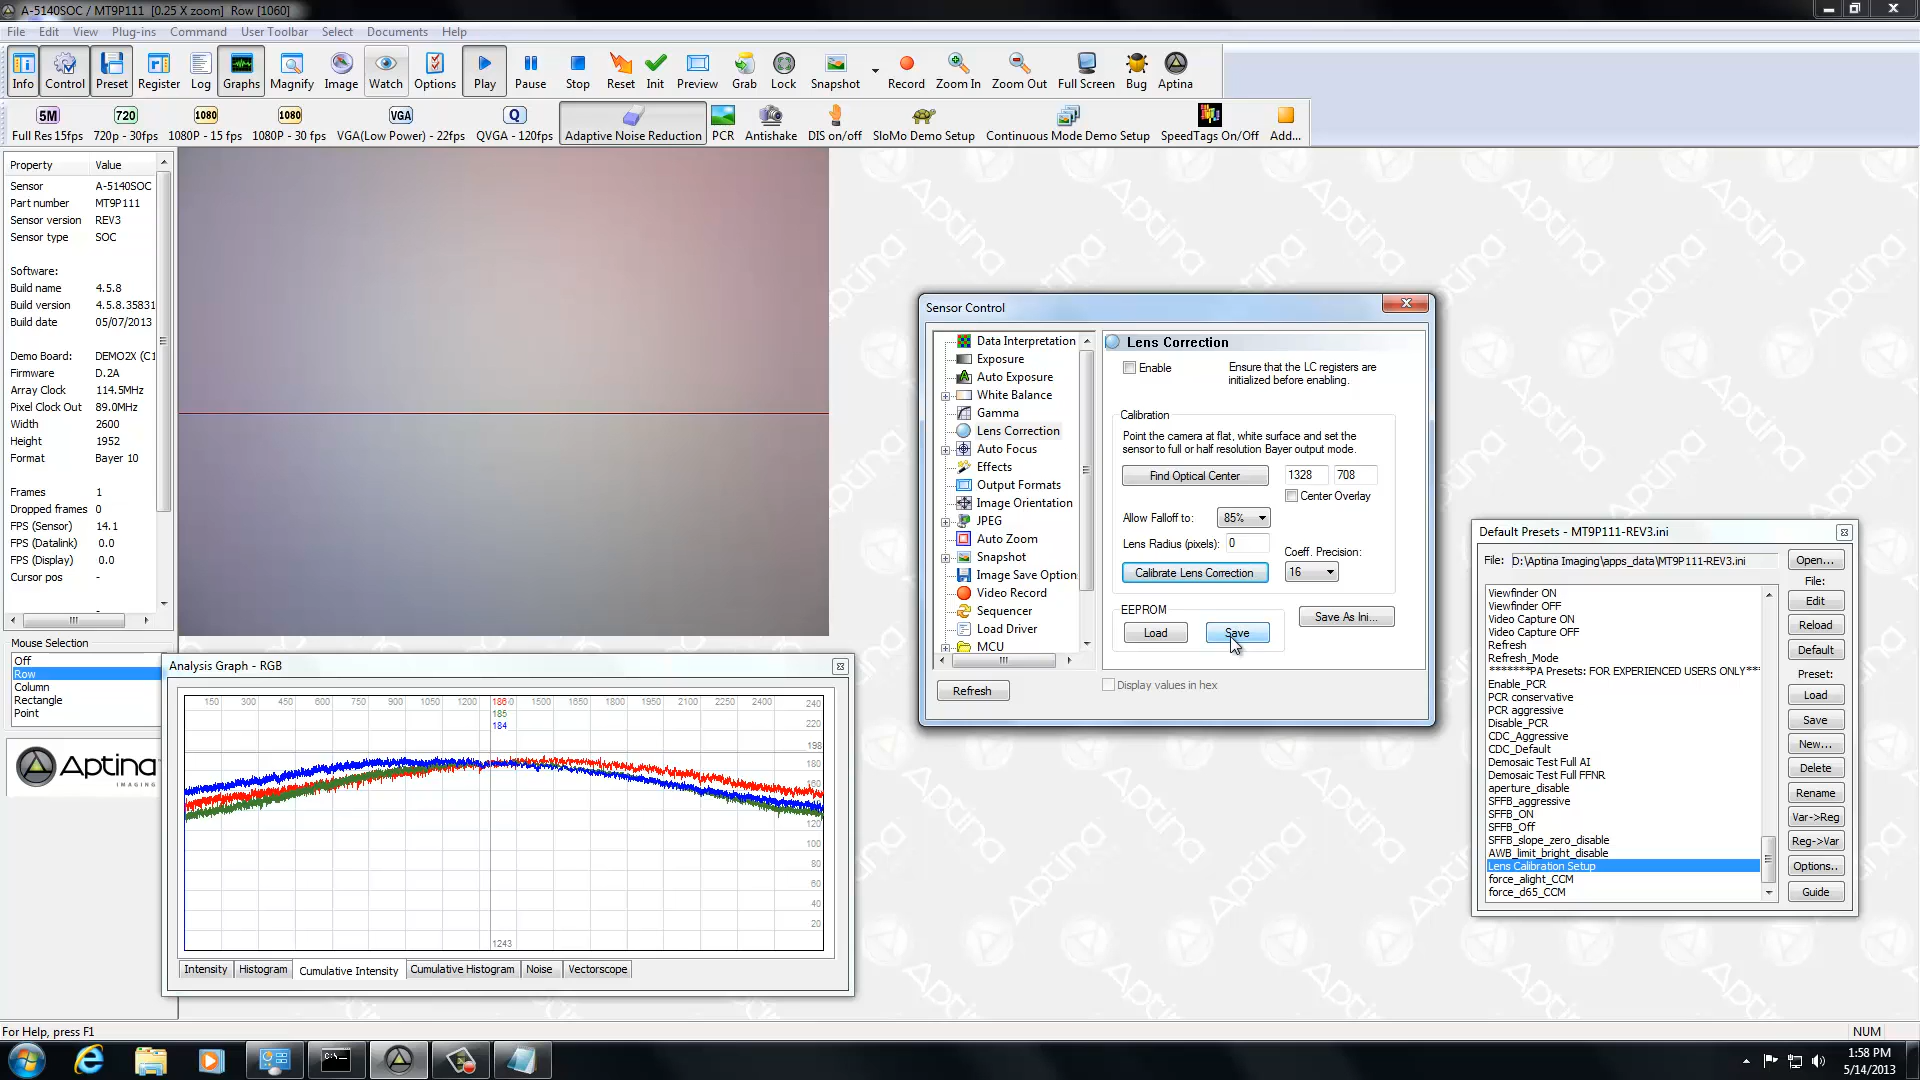 A-5140SOC / MT9P111 [0.25 X zoom] Row [1060]
File Edit View Plug-ins Command User Toolbar Select Documents Help
Info Control Preset Register Log Graphs Magnify Image Watch Options Play Pause Stop Reset Init Preview Grab Lock Snapshot Record Zoom In Zoom Out Full Screen Bug Aptina
5M 720 1080 1080 VGA Q
Full Res 15fps 720p - 30fps 1080P - 15 fps 1080P - 30 fps VGA(Low Power) - 22fps QVGA - 120fps Adaptive Noise Reduction PCR Antishake DIS on/off SloMo Demo Setup Continuous Mode Demo Setup SpeedTags On/Off Add...
Property Value
Sensor A-5140SOC
Part number MT9P111
Sensor version REV3
Sensor type SOC
Software:
Build name 4.5.8
Build version 4.5.8.35831
Build date 05/07/2013
Demo Board: DEMO2X (C1
Firmware D.2A
Array Clock 114.5MHz
Pixel Clock Out 89.0MHz
Width 2600
Height 1952
Format Bayer 10
Frames 1
Dropped frames 0
FPS (Sensor) 14.1
FPS (Datalink) 0.0
FPS (Display) 0.0
Cursor pos -
-
Mouse Selection
Off
Row
Column
Rectangle
Point
Aptina
IMAGING
Analysis Graph - RGB
150 300 450 600 750 900 1050 1200 1500 1650 1800 1950 2100 2250 2400 240
186
185
184
220
198
180
160
120
100
80
60
40
20
1243
Intensity Histogram Cumulative Intensity Cumulative Histogram Noise Vectorscope
Sensor Control
Data Interpretation
Exposure
Auto Exposure
White Balance
Gamma
Lens Correction
Auto Focus
Effects
Output Formats
Image Orientation
JPEG
Auto Zoom
Snapshot
Image Save Option
Video Record
Sequencer
Load Driver
MCU
Refresh
Lens Correction
Enable
Ensure that the LC registers are
initialized before enabling.
Calibration
Point the camera at flat, white surface and set the
sensor to full or half resolution Bayer output mode.
Find Optical Center 1328 708
Center Overlay
Allow Falloff to: 85%
Lens Radius (pixels): 0
Coeff. Precision:
Calibrate Lens Correction 16
EEPROM
Load Save
Save As Ini...
Display values in hex
Default Presets - MT9P111-REV3.ini
File: D:\Aptina Imaging\apps_data\MT9P111-REV3.ini
Viewfinder ON
Viewfinder OFF
Video Capture ON
Video Capture OFF
Refresh
Refresh_Mode
*******PA Presets: FOR EXPERIENCED USERS ONLY***
Enable_PCR
PCR conservative
PCR aggressive
Disable_PCR
CDC_Aggressive
CDC_Default
Demosaic Test Full AI
Demosaic Test Full FFNR
aperture_disable
SFFB_aggressive
SFFB_ON
SFFB_Off
SFFB_slope_zero_disable
AWB_limit_bright_disable
Lens Calibration Setup
force_alight_CCM
force_d65_CCM
Open...
File:
Edit
Reload
Default
Preset:
Load
Save
New...
Delete
Rename
Var->Reg
Reg->Var
Options..
Guide
For Help, press F1
NUM
1:58 PM
5/14/2013